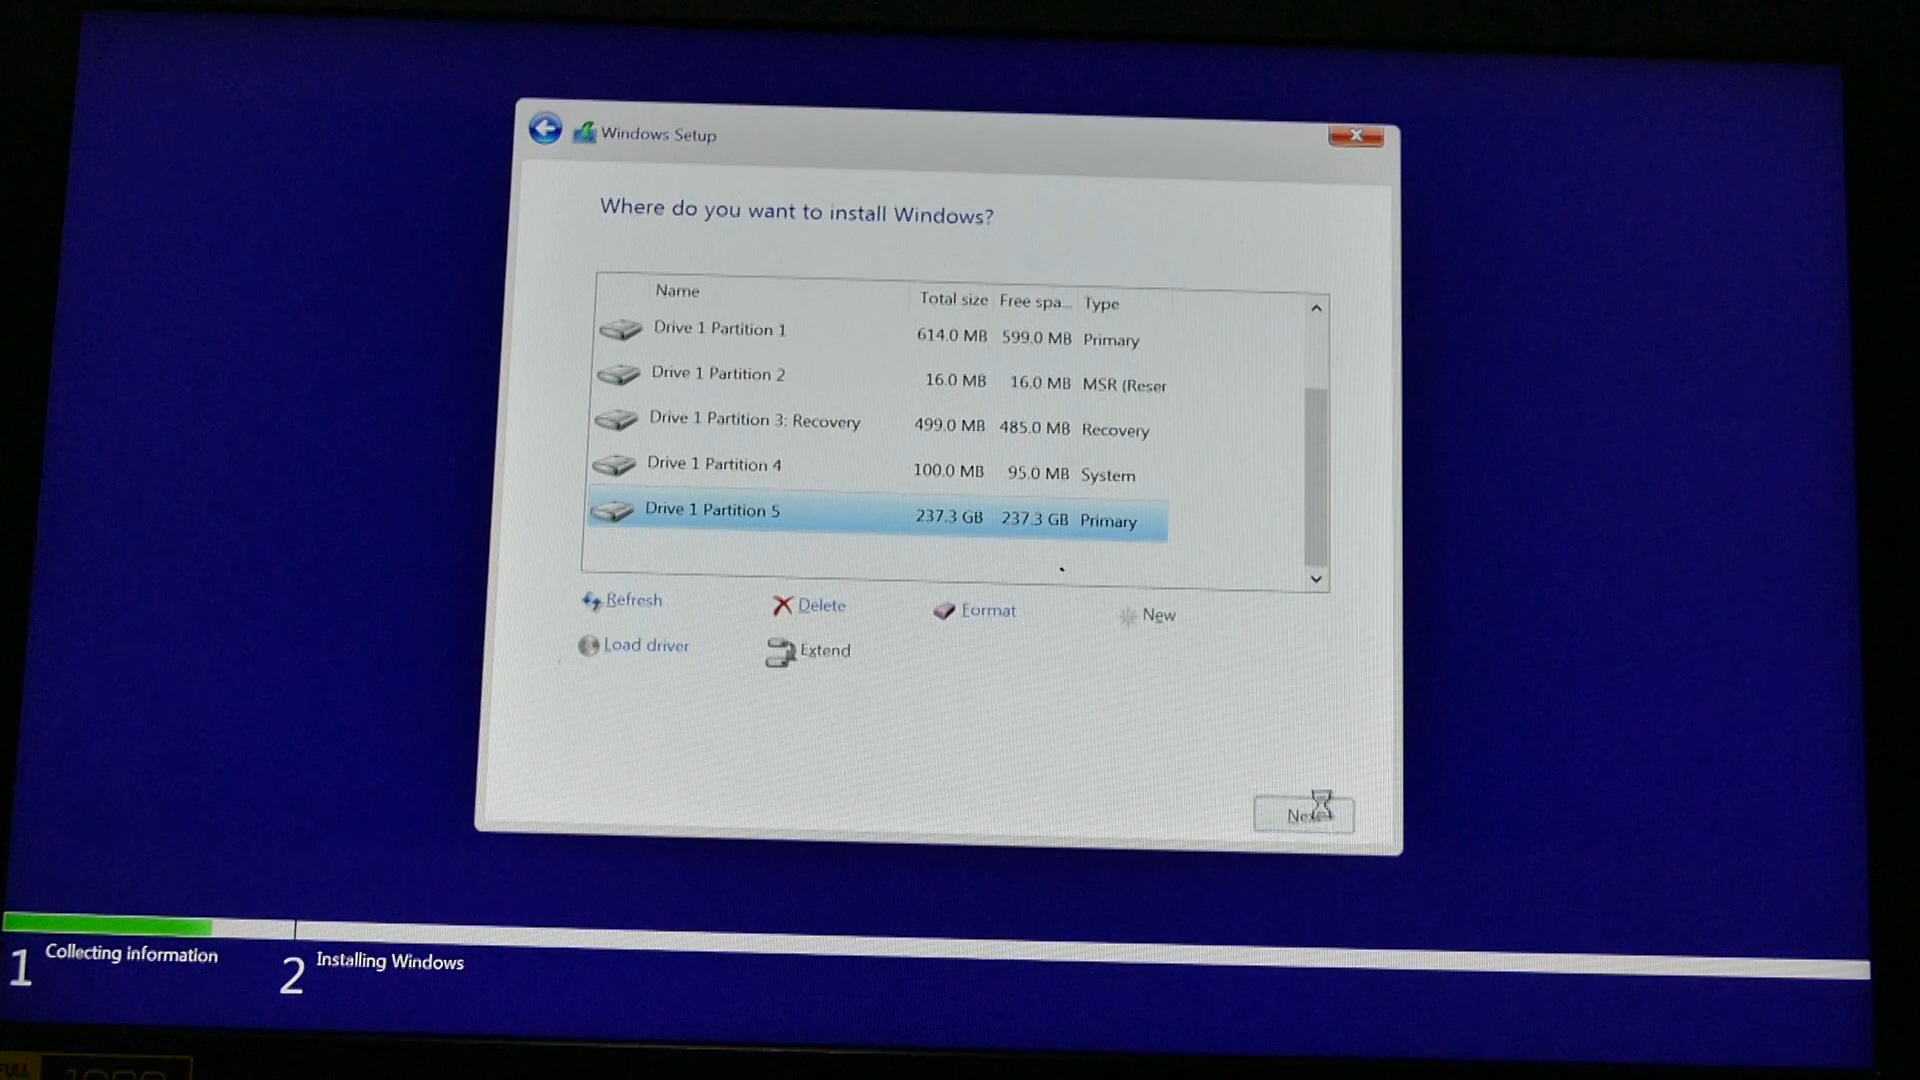 Windows Setup
Where do you want to install Windows?
Name Total size Free spa... Type
Drive 1 Partition 1 614.0 MB 599.0 MB Primary
Drive 1 Partition 2 16.0 MB 16.0 MB MSR (Reser
Drive 1 Partition 3: Recovery 499.0 MB 485.0 MB Recovery
Drive 1 Partition 4 100.0 MB 95.0 MB System
Drive 1 Partition 5 237.3 GB 237.3 GB Primary
Refresh Delete Format New
Load driver Extend
1 Collecting information 2 Installing Windows
FULL